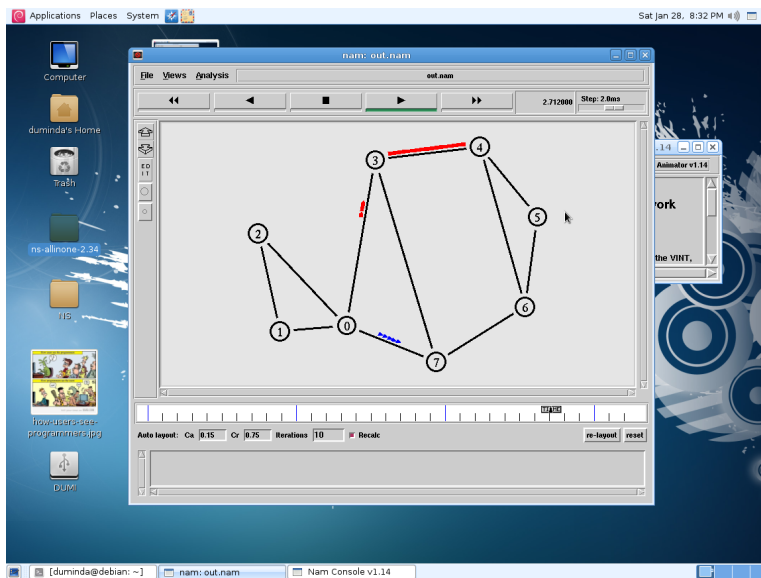 Applications Places System
Sat Jan 28, 8:32 PM
Computer
duminda's Home
Trash
ns-allinone-2.34
NS
how-users-see-
programmers.jpg
DUMI
nam: out.nam
File Views Analysis
out.nam
2.712000
Step: 2.0ms
ED
IT
3
4
5
2
6
0
1
7
Auto layout: Ca 0.15 Cr 0.75 Iterations 10 Recalc
re-layout reset
.14
Animator v1.14
ork
the VINT,
[duminda@debian: ~]
nam: out.nam
Nam Console v1.14